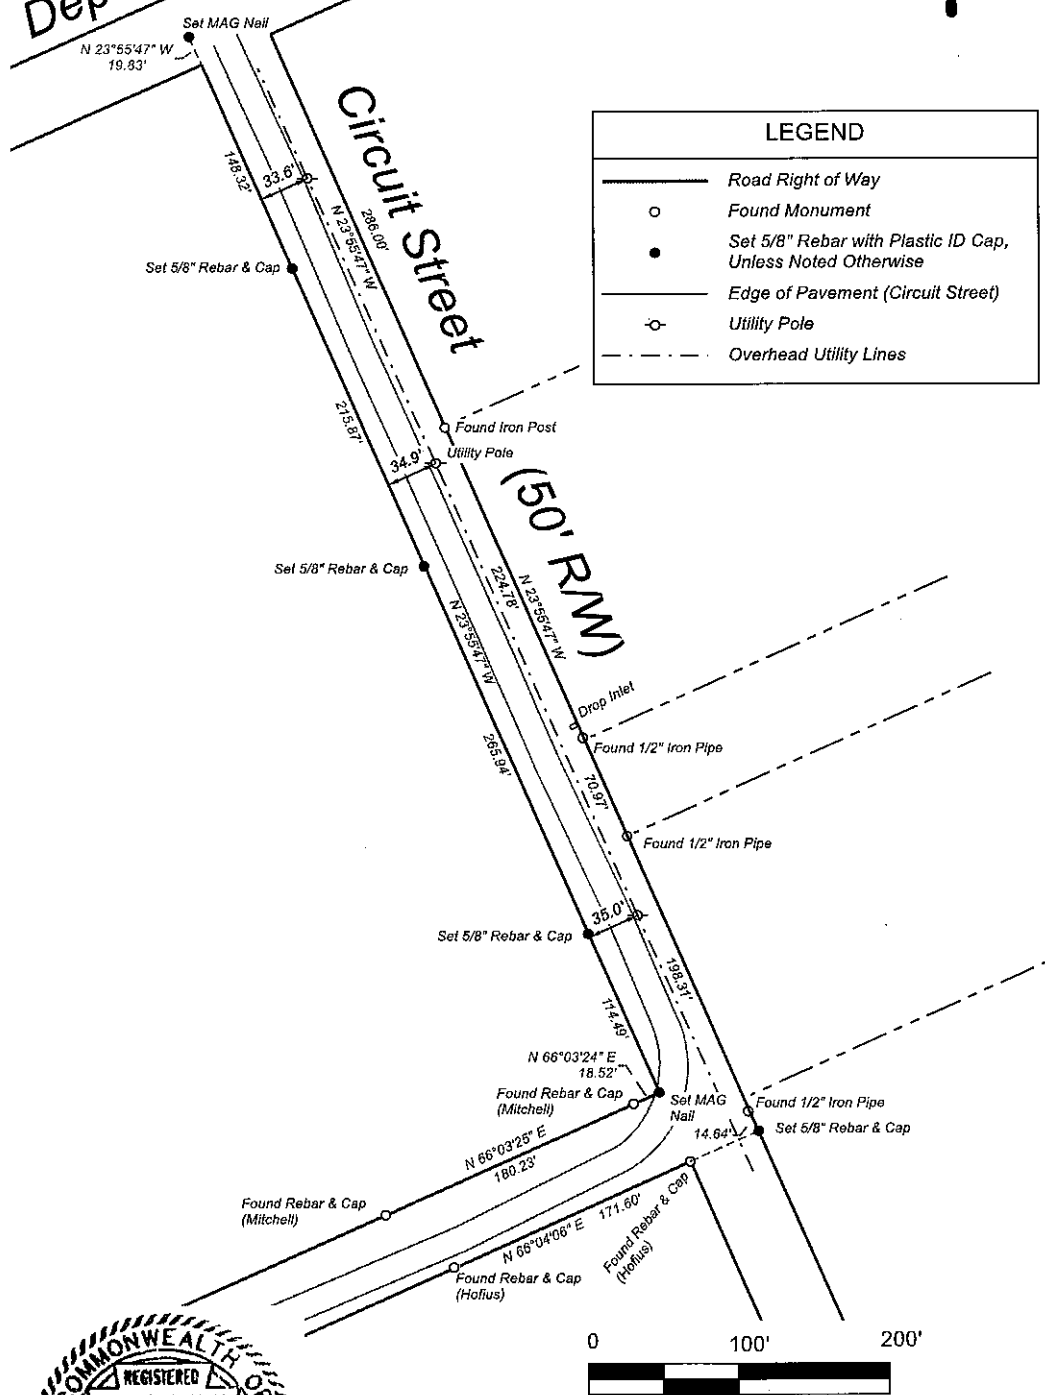 Dep
Set MAG Nail
N 23°55'47" W
19.83'
Circuit Street
148.32'
33.6'
N 23°55'47" W
286.00'
Set 5/8" Rebar & Cap
LEGEND
Road Right of Way
Found Monument
Set 5/8" Rebar with Plastic ID Cap,
Unless Noted Otherwise
Edge of Pavement (Circuit Street)
Utility Pole
Overhead Utility Lines
215.87'
Found Iron Post
Utility Pole
34.9'
(50' R/W)
Set 5/8" Rebar & Cap
224.78'
N 23°55'47" W
N 23°55'47" W
Drop Inlet
Found 1/2" Iron Pipe
265.94'
70.97'
Found 1/2" Iron Pipe
35.0'
Set 5/8" Rebar & Cap
198.31'
114.49'
N 66°03'24" E
18.52'
Found Rebar & Cap
(Mitchell)
Set MAG
Nail
Found 1/2" Iron Pipe
14.64'
Set 5/8" Rebar & Cap
N 66°03'25" E
180.23'
Found Rebar & Cap
(Mitchell)
N 66°04'06" E
171.60'
Found Rebar & Cap
(Hofius)
Found Rebar & Cap
(Hofius)
0 100' 200'
COMMONWEALTH
REGISTERED